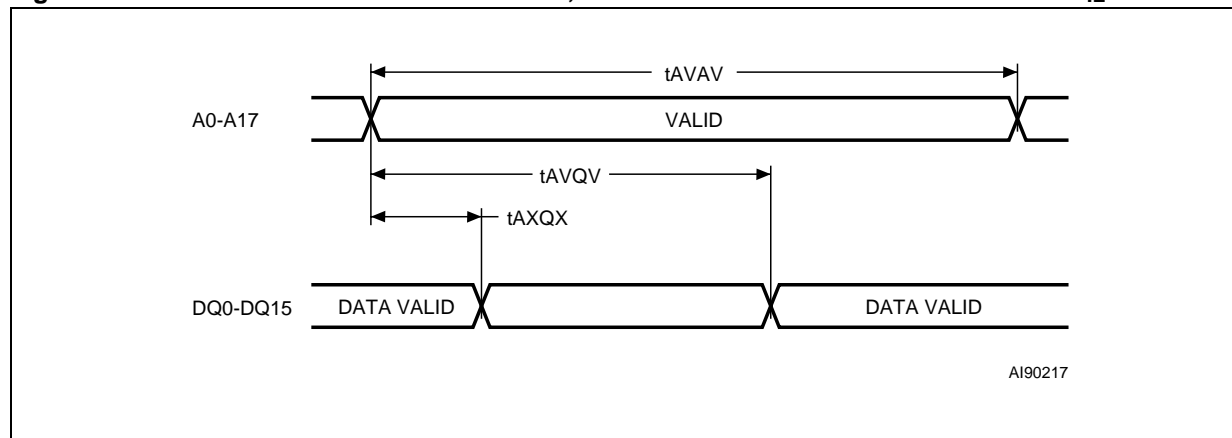 tAVAV
A0-A17
VALID
tAVQV
tAXQX
DQ0-DQ15
DATA VALID
DATA VALID
AI90217